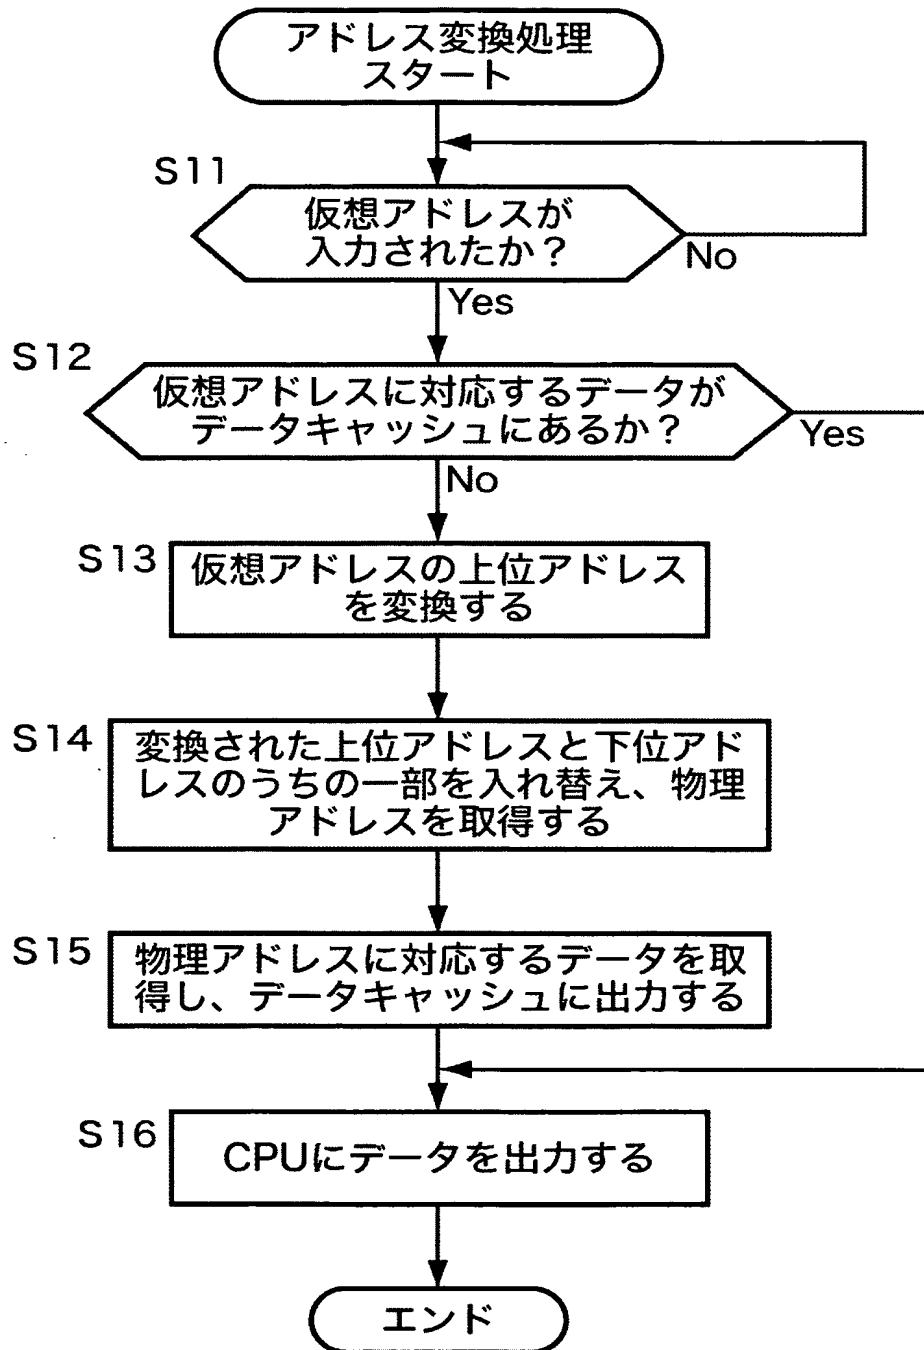 アドレス変換処理
スタート
S11
仮想アドレスが
入力されたか？
No
Yes
S12
仮想アドレスに対応するデータが
データキャッシュにあるか？
Yes
No
S13
仮想アドレスの上位アドレス
を変換する
S14
変換された上位アドレスと下位アド
レスのうちの一部を入れ替え、物理
アドレスを取得する
S15
物理アドレスに対応するデータを取
得し、データキャッシュに出力する
S16
CPUにデータを出力する
エンド